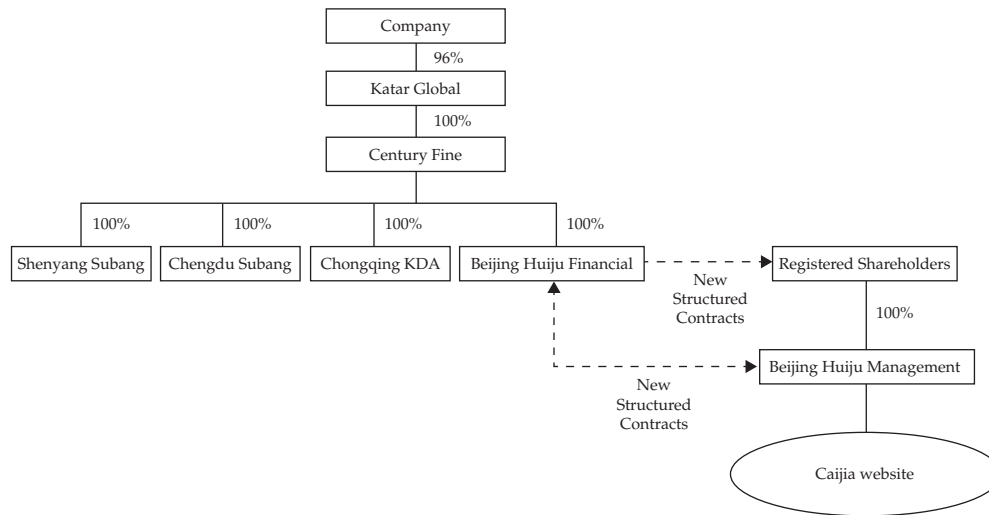 Company
96%
Katar Global
100%
Century Fine
100%
100%
100%
100%
Shenyang Subang
Chengdu Subang
Chongqing KDA
Beijing Huiju Financial
Registered Shareholders
New
Structured
Contracts
100%
Beijing Huiju Management
New
Structured
Contracts
Caijia website